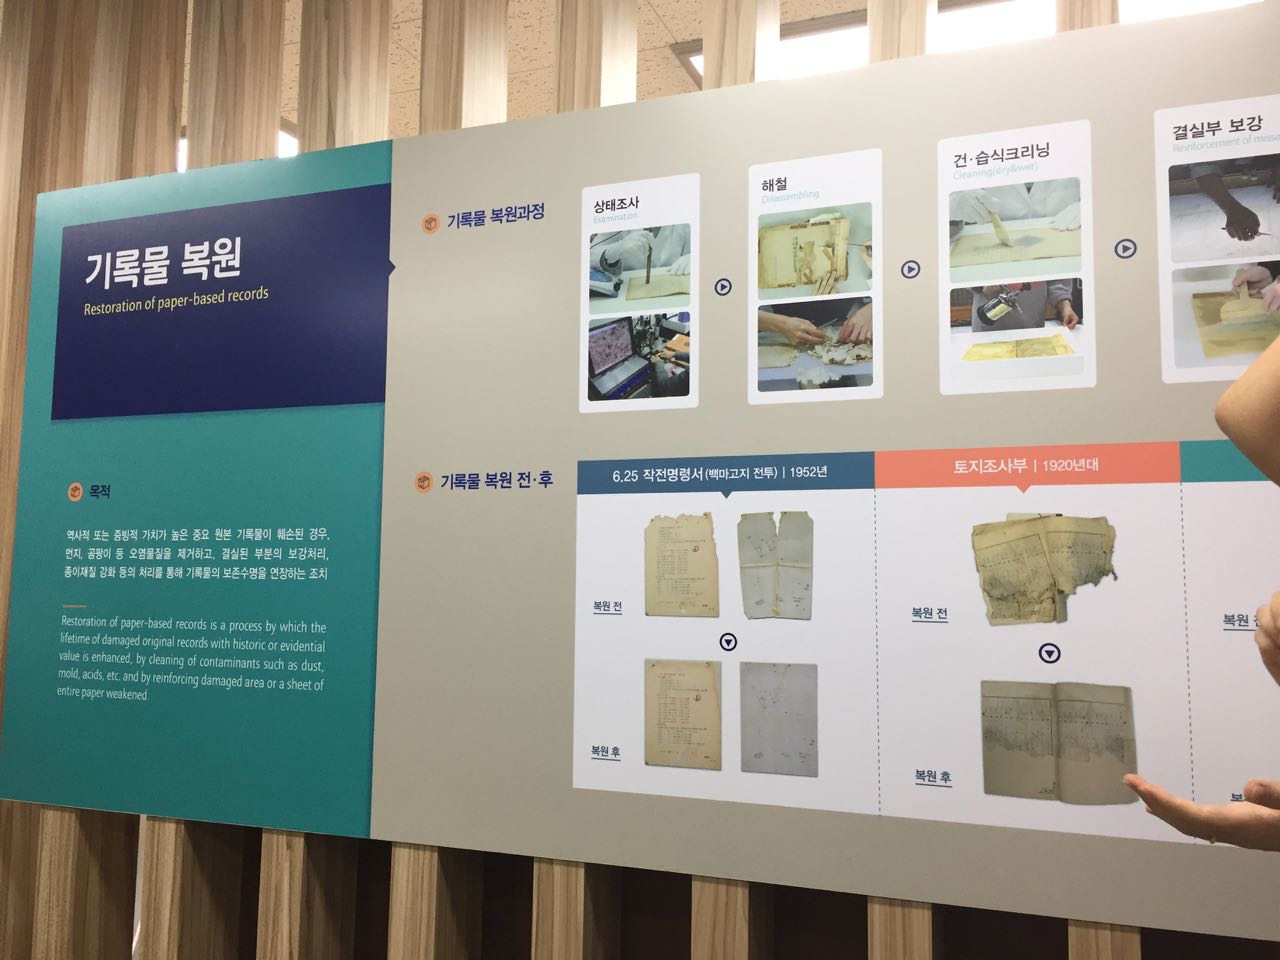 기록물 복원
Restoration of paper-based records
목적
역사적 또는 증빙적 가치가 높은 중요 원본 기록물이 훼손된 경우,
먼지, 곰팡이 등 오염물질을 제거하고, 결실된 부분의 보강처리,
종이재질 강화 등의 처리를 통해 기록물의 보존수명을 연장하는 조치
Restoration of paper-based records is a process by which the
lifetime of damaged original records with historic or evidential
value is enhanced, by cleaning of contaminants such as dust,
mold, acids, etc. and by reinforcing damaged area or a sheet of
entire paper weakened.
기록물 복원과정
상태조사
Examination
해철
Disassembling
건·습식크리닝
Cleaning(dry&wet)
결실부 보강
Reinforcement of
기록물 복원 전·후
6.25 작전명령서(백마고지 전투) | 1952년
복원 전
복원 후
토지조사부 | 1920년대
복원 전
복원 후
복원